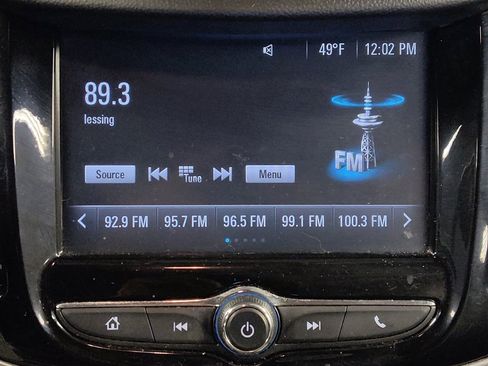 49°F 12:02 PM
89.3
lessing
Source Tune Menu
FM
92.9 FM 95.7 FM 96.5 FM 99.1 FM 100.3 FM